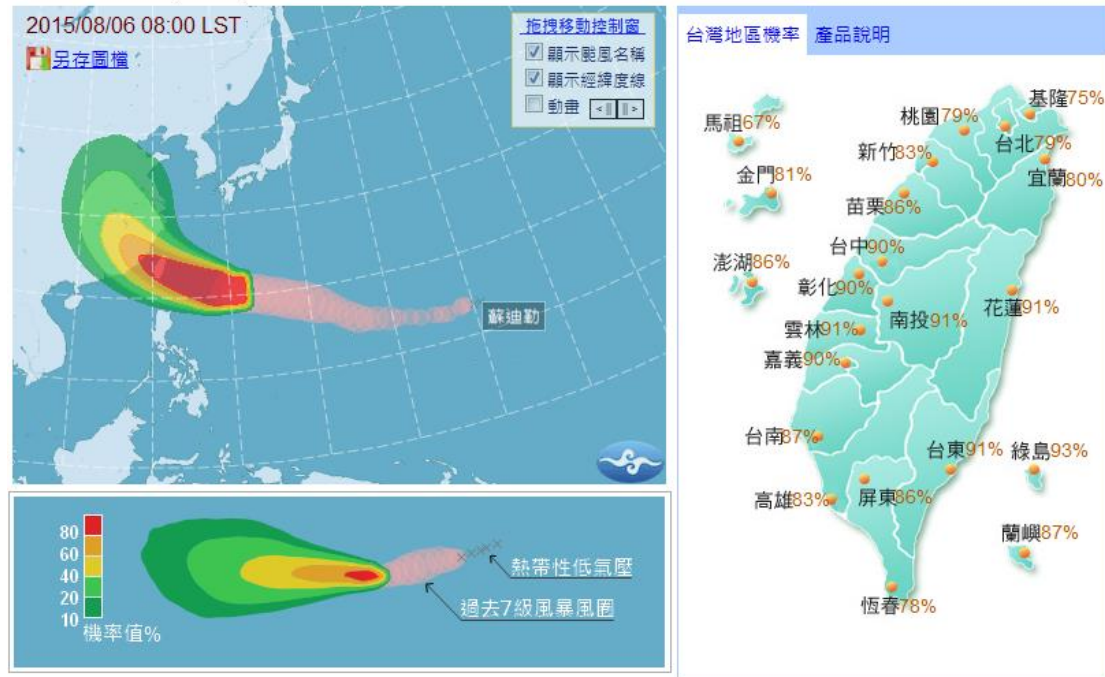 2015/08/06 08:00 LST
另存圖檔
拖拽移動控制窗
顯示颱風名稱
顯示經緯度線
動畫 <|| ||>
蘇迪勒
80
60
40
20
10
機率值%
熱帶性低氣壓
過去7級風暴風圈
台灣地區機率 產品說明
基隆75%
馬祖67%
桃園79%
台北79%
新竹83%
金門81%
宜蘭80%
苗栗86%
台中90%
澎湖86%
彰化90%
花蓮91%
南投91%
雲林91%
嘉義90%
台南87%
台東91%
綠島93%
高雄83%
屏東86%
蘭嶼87%
恆春78%